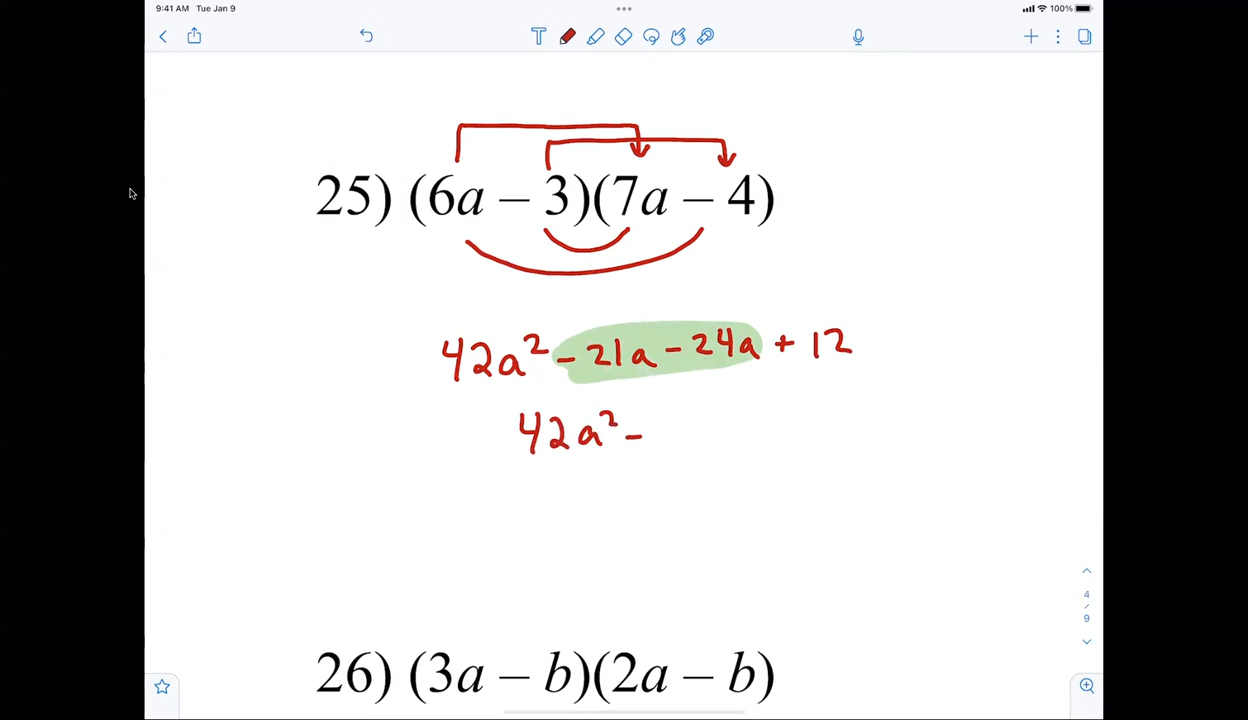 9:41 AM Tue Jan 9 100%
25) (6a – 3)(7a – 4)
42a² - 21a - 24a + 12
42a² -
4
/
9
26) (3a – b)(2a – b)